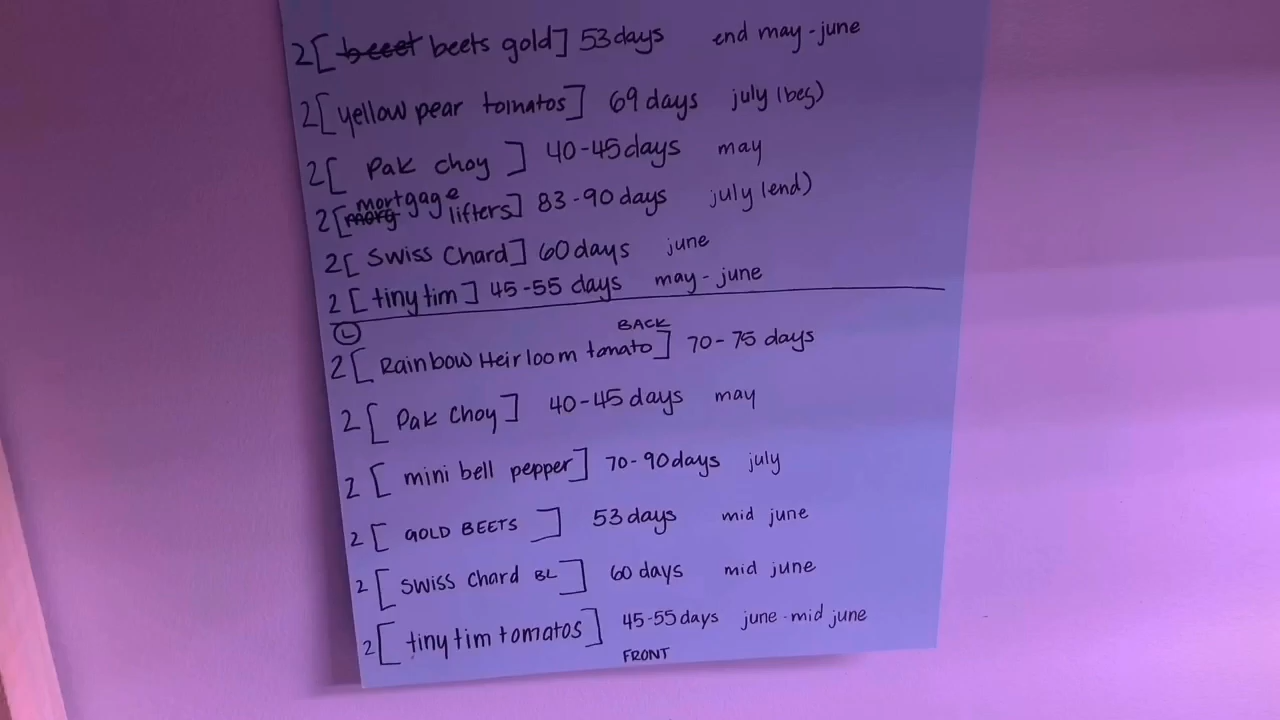 2[ beeet beets gold] 53 days end may - june
2[yellow pear tomatos] 69 days july (beg)
2[ Pak choy ] 40-45 days may
2[morg mortgage lifters] 83-90 days july (end)
2[ Swiss Chard] 60 days june
2 [ tiny tim ] 45-55 days may - june
L
BACK
2[ Rainbow Heirloom tomato] 70-75 days
2 [ Pak Choy ] 40-45 days may
2 [ mini bell pepper] 70-90 days july
2 [ GOLD BEETS ] 53 days mid june
2 [ Swiss Chard BL ] 60 days mid june
2 [ tiny tim tomatos ] 45-55 days june - mid june
FRONT